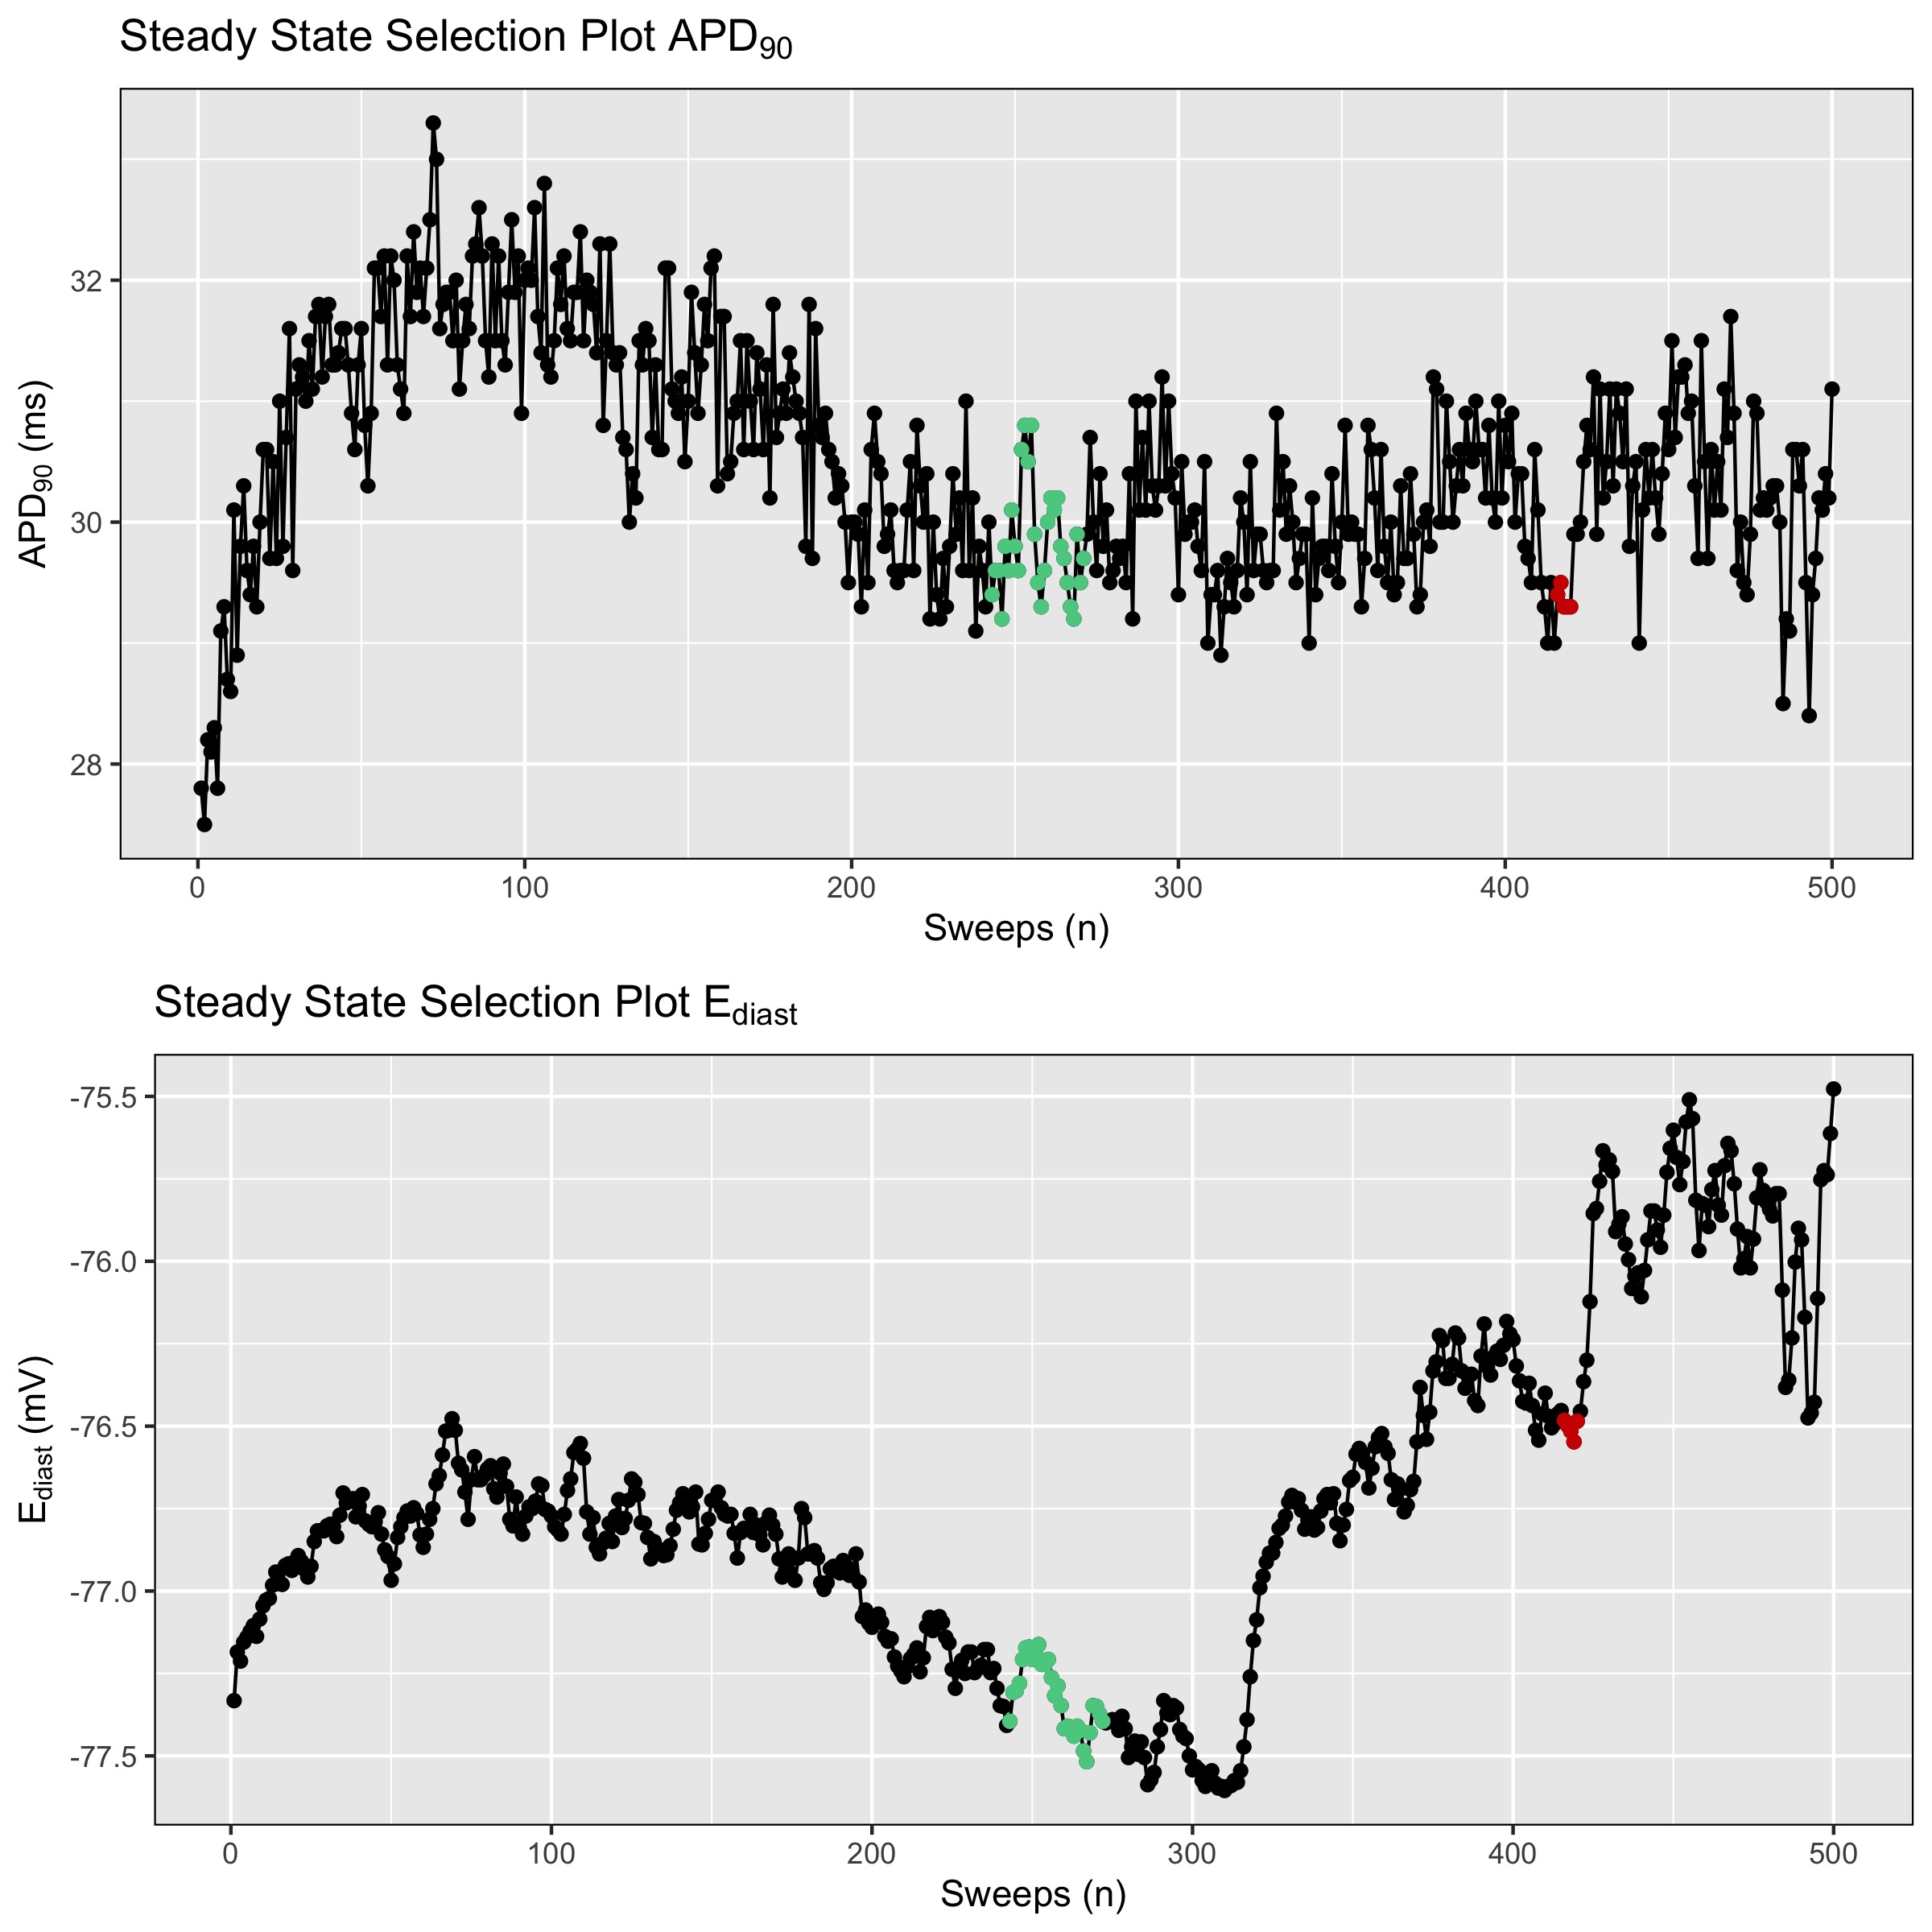 Steady State Selection Plot APD90
APD90 (ms)
32
30
28
0 100 200 300 400 500
Sweeps (n)
Steady State Selection Plot Ediast
Ediast (mV)
-75.5
-76.0
-76.5
-77.0
-77.5
0 100 200 300 400 500
Sweeps (n)